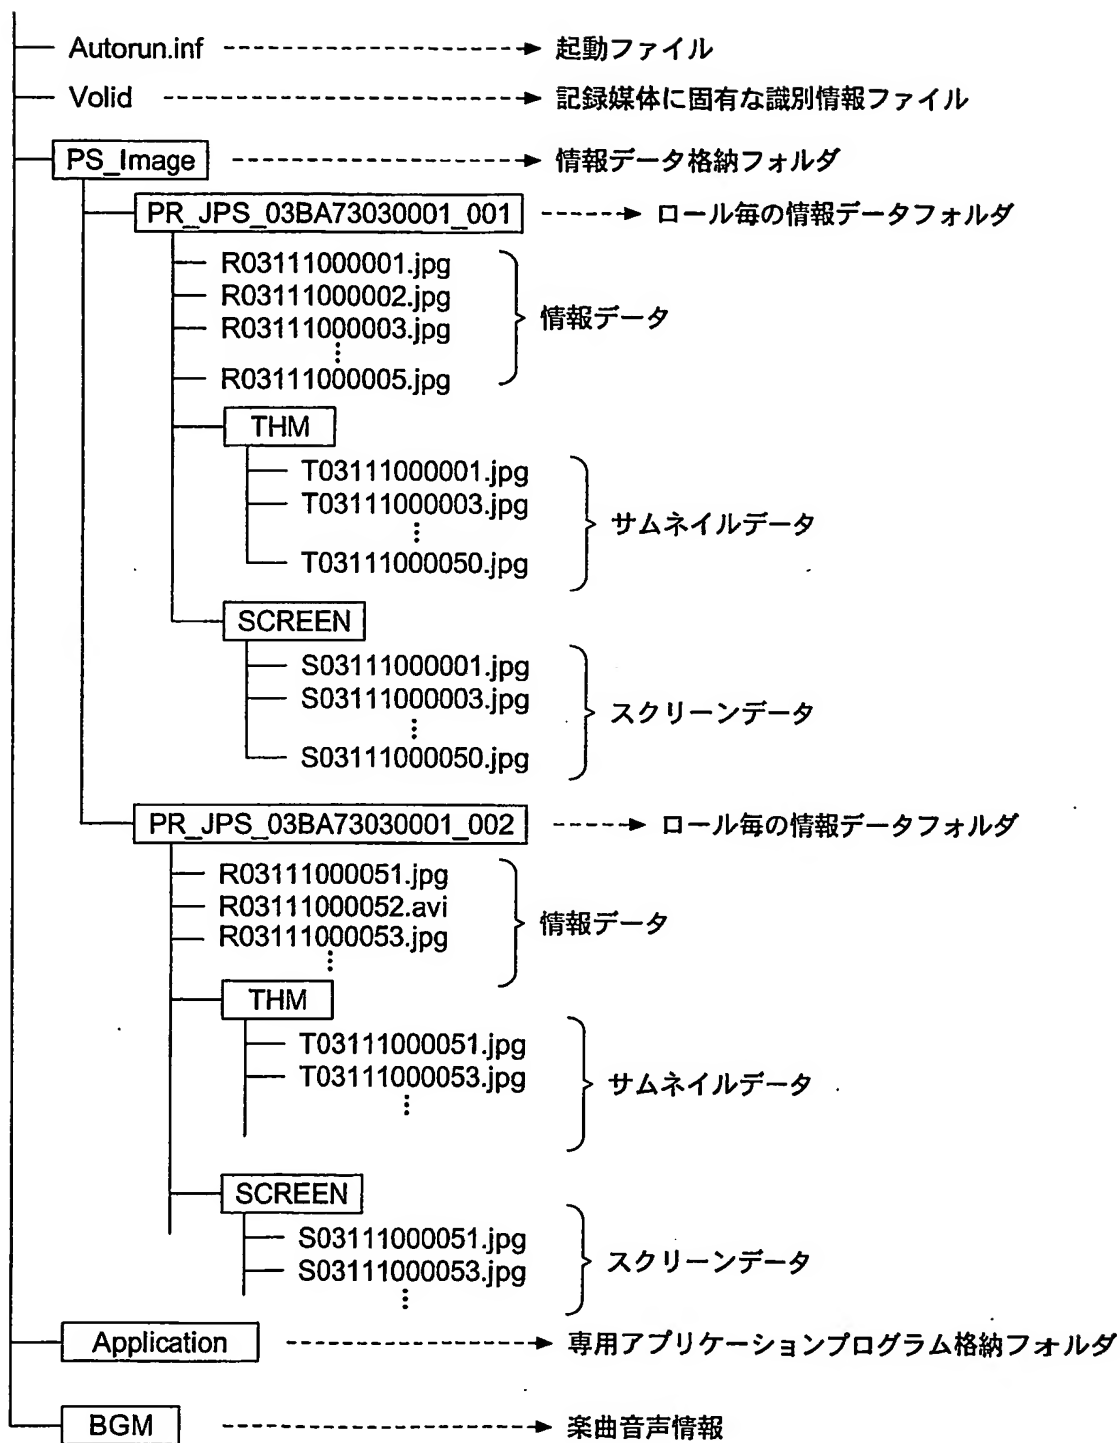 Autorun.inf 起動ファイル
Volid 記録媒体に固有な識別情報ファイル
PS_Image 情報データ格納フォルダ
PR_JPS_03BA73030001_001 ロール毎の情報データフォルダ
R03111000001.jpg
R03111000002.jpg
R03111000003.jpg
情報データ
R03111000005.jpg
THM
T03111000001.jpg
T03111000003.jpg
サムネイルデータ
T03111000050.jpg
SCREEN
S03111000001.jpg
S03111000003.jpg
スクリーンデータ
S03111000050.jpg
PR_JPS_03BA73030001_002 ロール毎の情報データフォルダ
R03111000051.jpg
R03111000052.avi
情報データ
R03111000053.jpg
THM
T03111000051.jpg
T03111000053.jpg
サムネイルデータ
SCREEN
S03111000051.jpg
S03111000053.jpg
スクリーンデータ
Application 専用アプリケーションプログラム格納フォルダ
BGM 楽曲音声情報